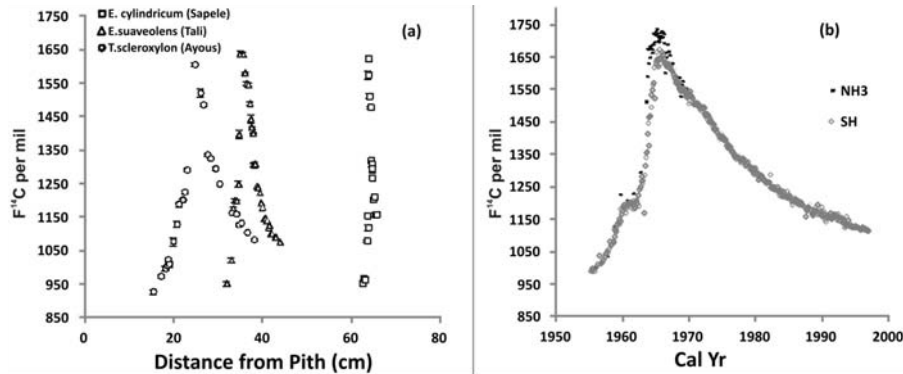 E. cylindricum (Sapele)
E.suaveolens (Tali)
T.scleroxylon (Ayous)
(a)
F¹⁴C per mil
1750
1650
1550
1450
1350
1250
1150
1050
950
850
0 20 40 60 80
Distance from Pith (cm)
(b)
NH3
SH
F¹⁴C per mil
1750
1650
1550
1450
1350
1250
1150
1050
950
850
1950 1960 1970 1980 1990 2000
Cal Yr